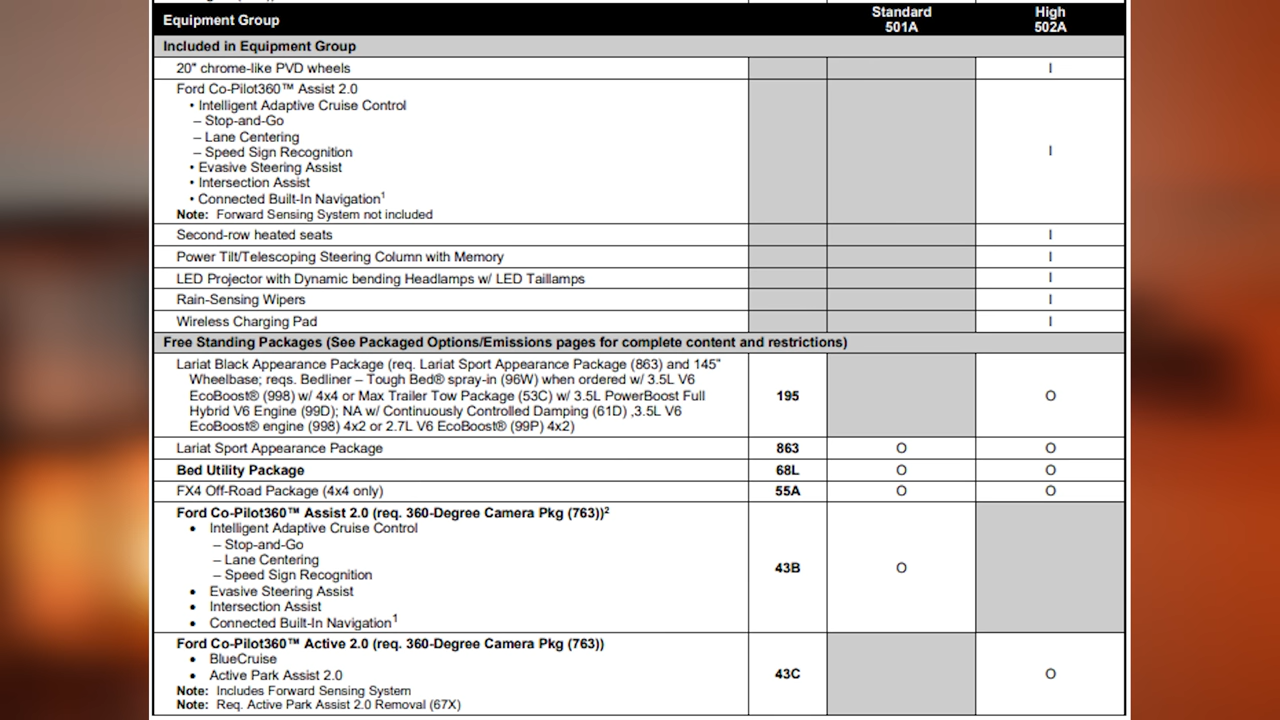 Equipment Group Standard 501A High 502A
Included in Equipment Group
20" chrome-like PVD wheels I
Ford Co-Pilot360™ Assist 2.0
• Intelligent Adaptive Cruise Control
– Stop-and-Go
– Lane Centering
– Speed Sign Recognition I
• Evasive Steering Assist
• Intersection Assist
• Connected Built-In Navigation1
Note: Forward Sensing System not included
Second-row heated seats I
Power Tilt/Telescoping Steering Column with Memory I
LED Projector with Dynamic bending Headlamps w/ LED Taillamps I
Rain-Sensing Wipers I
Wireless Charging Pad I
Free Standing Packages (See Packaged Options/Emissions pages for complete content and restrictions)
Lariat Black Appearance Package (req. Lariat Sport Appearance Package (863) and 145"
Wheelbase; reqs. Bedliner – Tough Bed® spray-in (96W) when ordered w/ 3.5L V6
EcoBoost® (998) w/ 4x4 or Max Trailer Tow Package (53C) w/ 3.5L PowerBoost Full 195 O
Hybrid V6 Engine (99D); NA w/ Continuously Controlled Damping (61D) ,3.5L V6
EcoBoost® engine (998) 4x2 or 2.7L V6 EcoBoost® (99P) 4x2)
Lariat Sport Appearance Package 863 O O
Bed Utility Package 68L O O
FX4 Off-Road Package (4x4 only) 55A O O
Ford Co-Pilot360™ Assist 2.0 (req. 360-Degree Camera Pkg (763))2
• Intelligent Adaptive Cruise Control
– Stop-and-Go
– Lane Centering 43B O
– Speed Sign Recognition
• Evasive Steering Assist
• Intersection Assist
• Connected Built-In Navigation1
Ford Co-Pilot360™ Active 2.0 (req. 360-Degree Camera Pkg (763))
• BlueCruise
• Active Park Assist 2.0 43C O
Note: Includes Forward Sensing System
Note: Req. Active Park Assist 2.0 Removal (67X)